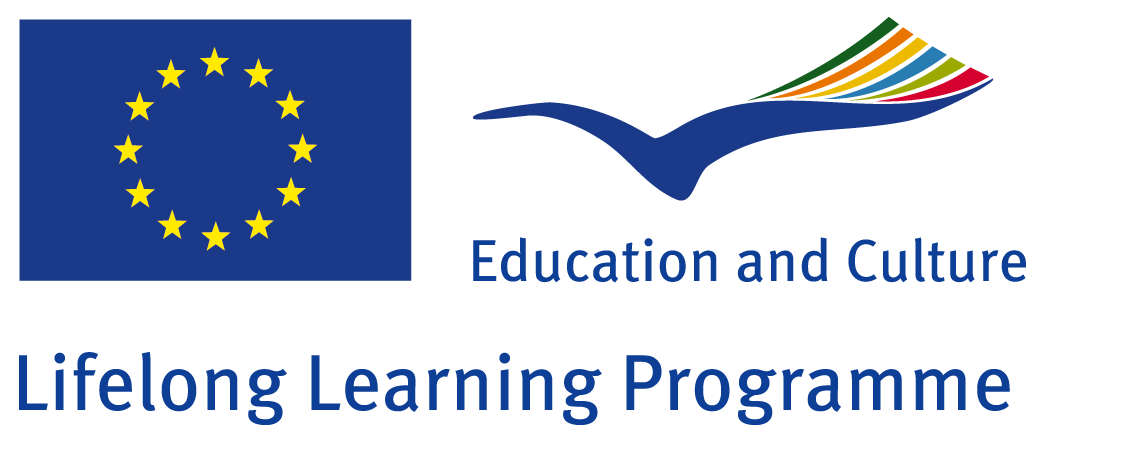 Education and Culture
Lifelong Learning Programme